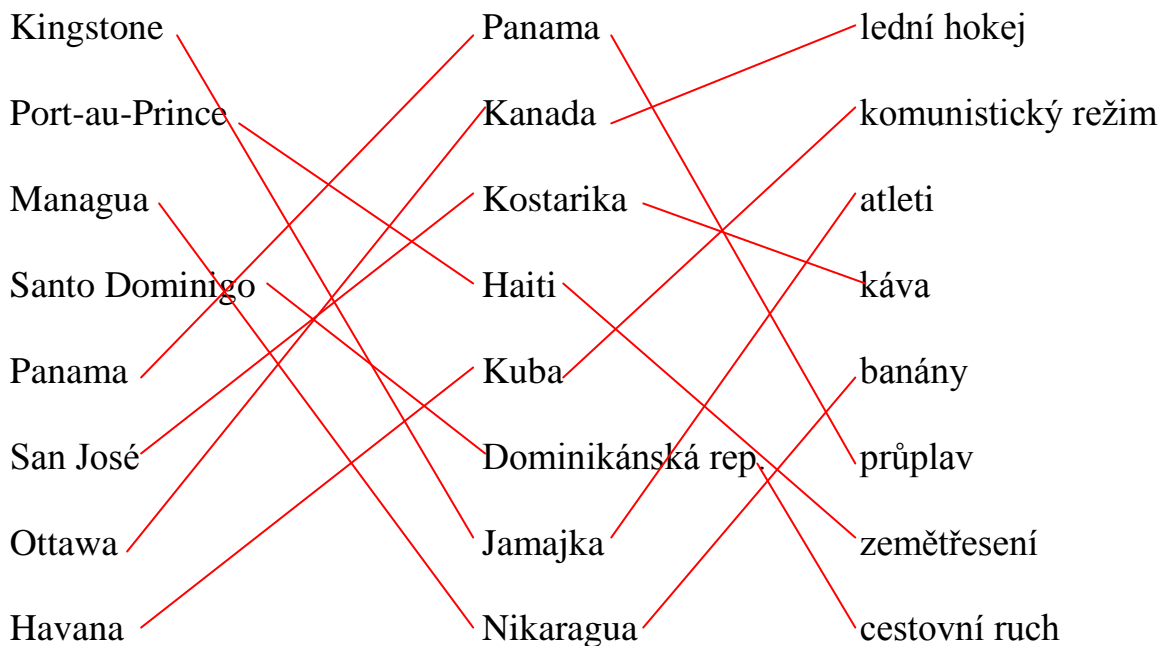 Kingstone Panama lední hokej
Port-au-Prince Kanada komunistický režim
Managua Kostarika atleti
Santo Dominigo Haiti káva
Panama Kuba banány
San José Dominikánská rep. průplav
Ottawa Jamajka zemětřesení
Havana Nikaragua cestovní ruch